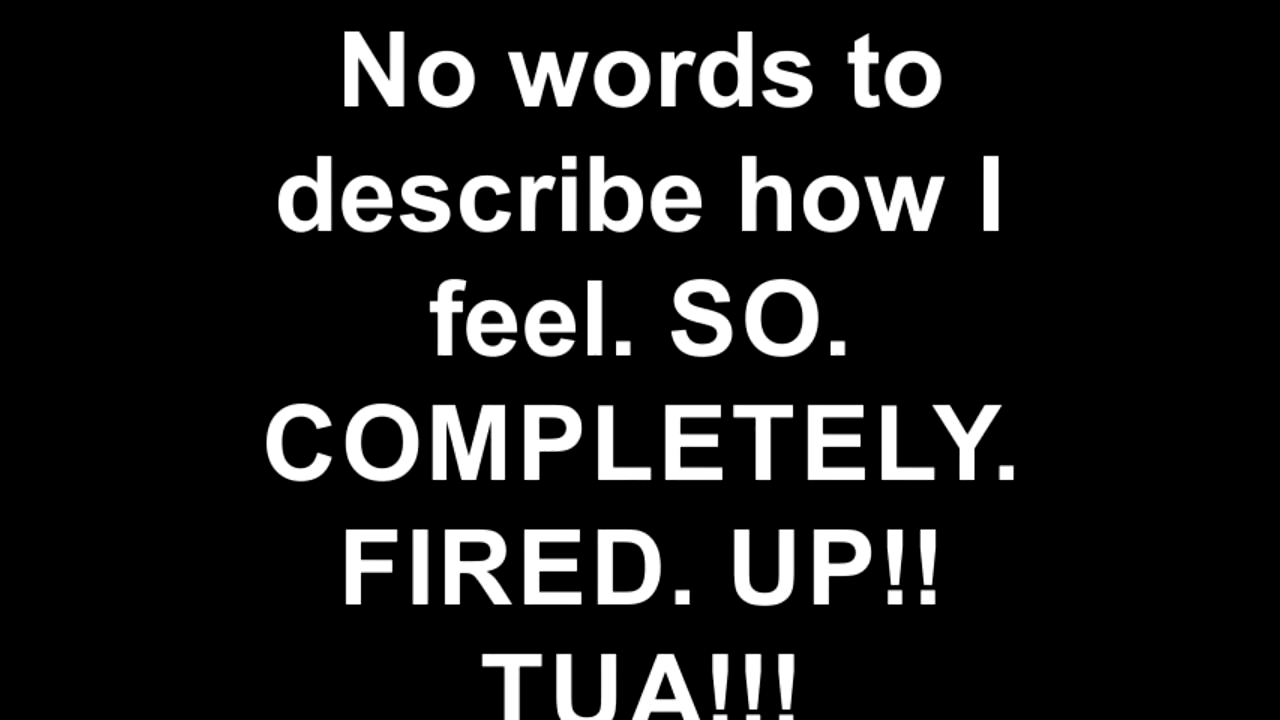 No words to
describe how I
feel. SO.
COMPLETELY.
FIRED. UP!!
TUA!!!